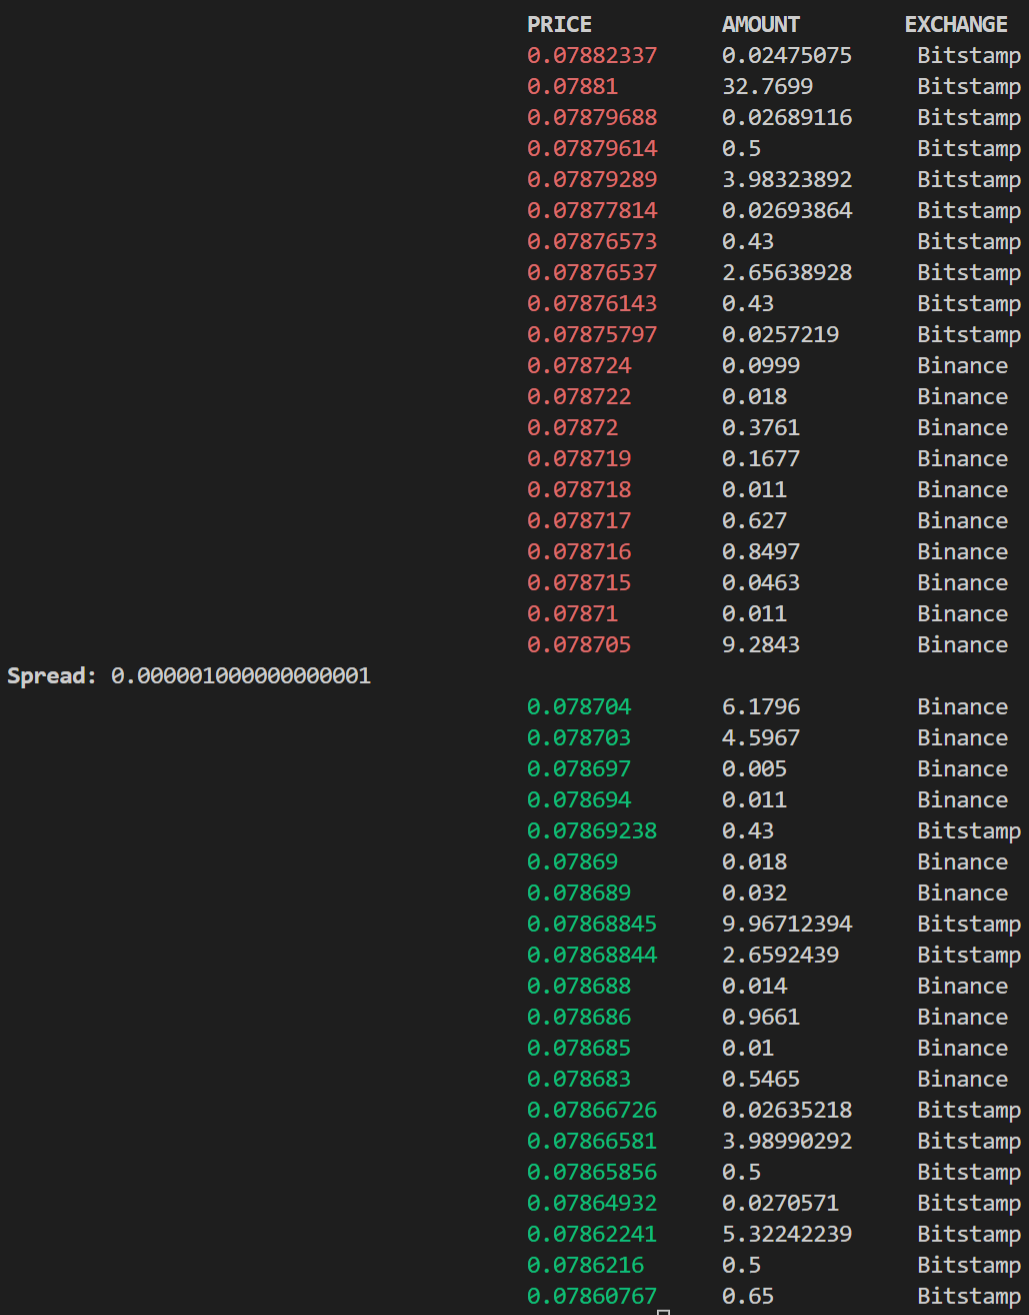 PRICE AMOUNT EXCHANGE
0.07882337 0.02475075 Bitstamp
0.07881 32.7699 Bitstamp
0.07879688 0.02689116 Bitstamp
0.07879614 0.5 Bitstamp
0.07879289 3.98323892 Bitstamp
0.07877814 0.02693864 Bitstamp
0.07876573 0.43 Bitstamp
0.07876537 2.65638928 Bitstamp
0.07876143 0.43 Bitstamp
0.07875797 0.0257219 Bitstamp
0.078724 0.0999 Binance
0.078722 0.018 Binance
0.07872 0.3761 Binance
0.078719 0.1677 Binance
0.078718 0.011 Binance
0.078717 0.627 Binance
0.078716 0.8497 Binance
0.078715 0.0463 Binance
0.07871 0.011 Binance
0.078705 9.2843 Binance
Spread: 0.000001000000000001
0.078704 6.1796 Binance
0.078703 4.5967 Binance
0.078697 0.005 Binance
0.078694 0.011 Binance
0.07869238 0.43 Bitstamp
0.07869 0.018 Binance
0.078689 0.032 Binance
0.07868845 9.96712394 Bitstamp
0.07868844 2.6592439 Bitstamp
0.078688 0.014 Binance
0.078686 0.9661 Binance
0.078685 0.01 Binance
0.078683 0.5465 Binance
0.07866726 0.02635218 Bitstamp
0.07866581 3.98990292 Bitstamp
0.07865856 0.5 Bitstamp
0.07864932 0.0270571 Bitstamp
0.07862241 5.32242239 Bitstamp
0.0786216 0.5 Bitstamp
0.07860767 0.65 Bitstamp